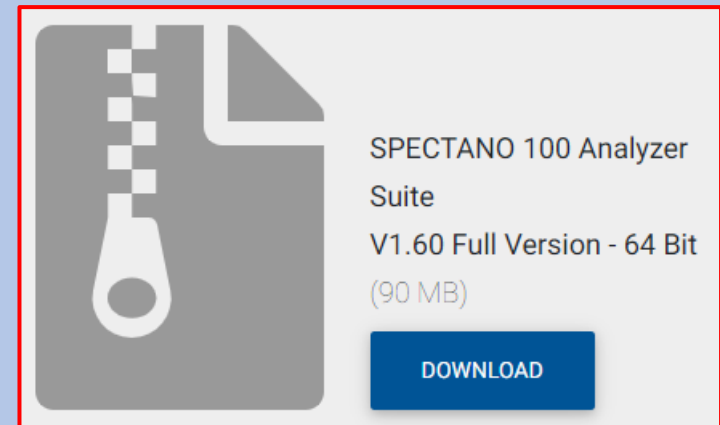 SPECTANO 100 Analyzer
Suite
V1.60 Full Version - 64 Bit
(90 MB)
DOWNLOAD